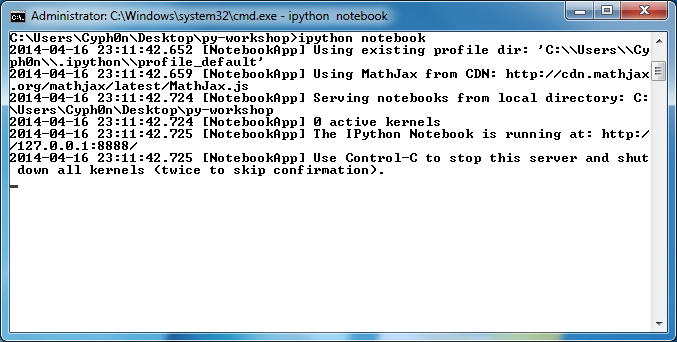 Administrator: C:\Windows\system32\cmd.exe - ipython  notebook
C:\Users\Cyph0n\Desktop\py-workshop>ipython notebook
2014-04-16 23:11:42.652 [NotebookApp] Using existing profile dir: 'C:\\Users\\Cy
ph0n\\.ipython\\profile_default'
2014-04-16 23:11:42.659 [NotebookApp] Using MathJax from CDN: http://cdn.mathjax
.org/mathjax/latest/MathJax.js
2014-04-16 23:11:42.724 [NotebookApp] Serving notebooks from local directory: C:
\Users\Cyph0n\Desktop\py-workshop
2014-04-16 23:11:42.724 [NotebookApp] 0 active kernels
2014-04-16 23:11:42.725 [NotebookApp] The IPython Notebook is running at: http:/
/127.0.0.1:8888/
2014-04-16 23:11:42.725 [NotebookApp] Use Control-C to stop this server and shut
 down all kernels (twice to skip confirmation).